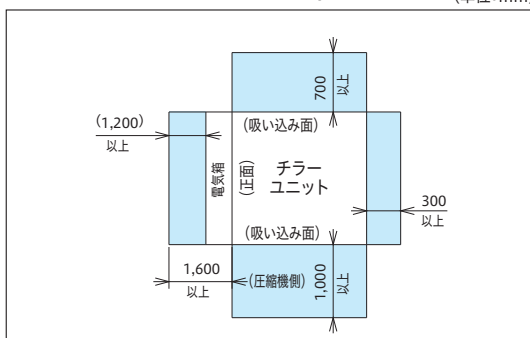 (単位:mm)
700
以上
(1,200)
以上
(吸い込み面)
電気箱
(正面)
チラー
ユニット
300
以上
(吸い込み面)
1,600
以上
(圧縮機側)
1,000
以上